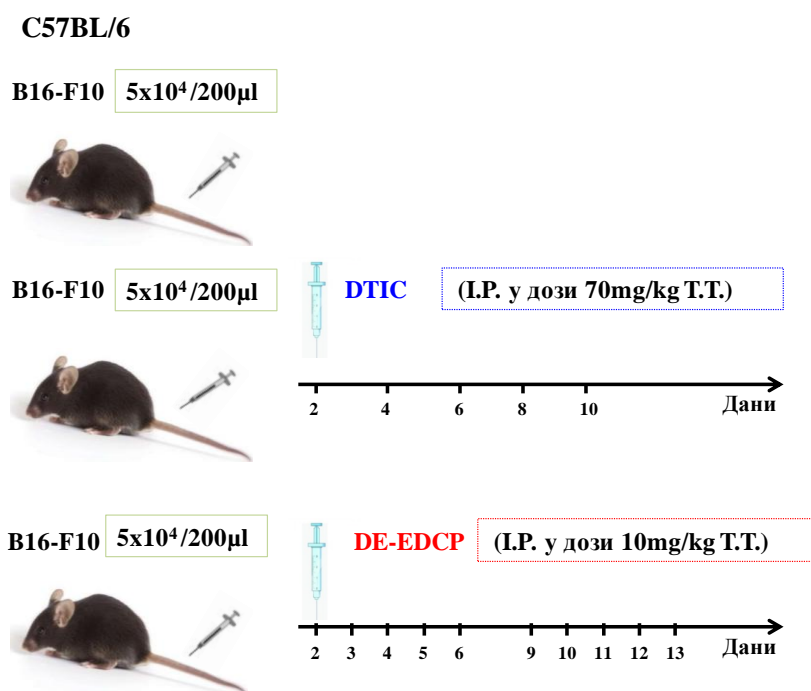 C57BL/6
B16-F10 5x10⁴/200µl
B16-F10 5x10⁴/200µl DTIC (I.P. у дози 70mg/kg Т.Т.)
2 4 6 8 10 Дани
B16-F10 5x10⁴/200µl DE-EDCP (I.P. у дози 10mg/kg Т.Т.)
2 3 4 5 6 9 10 11 12 13 Дани